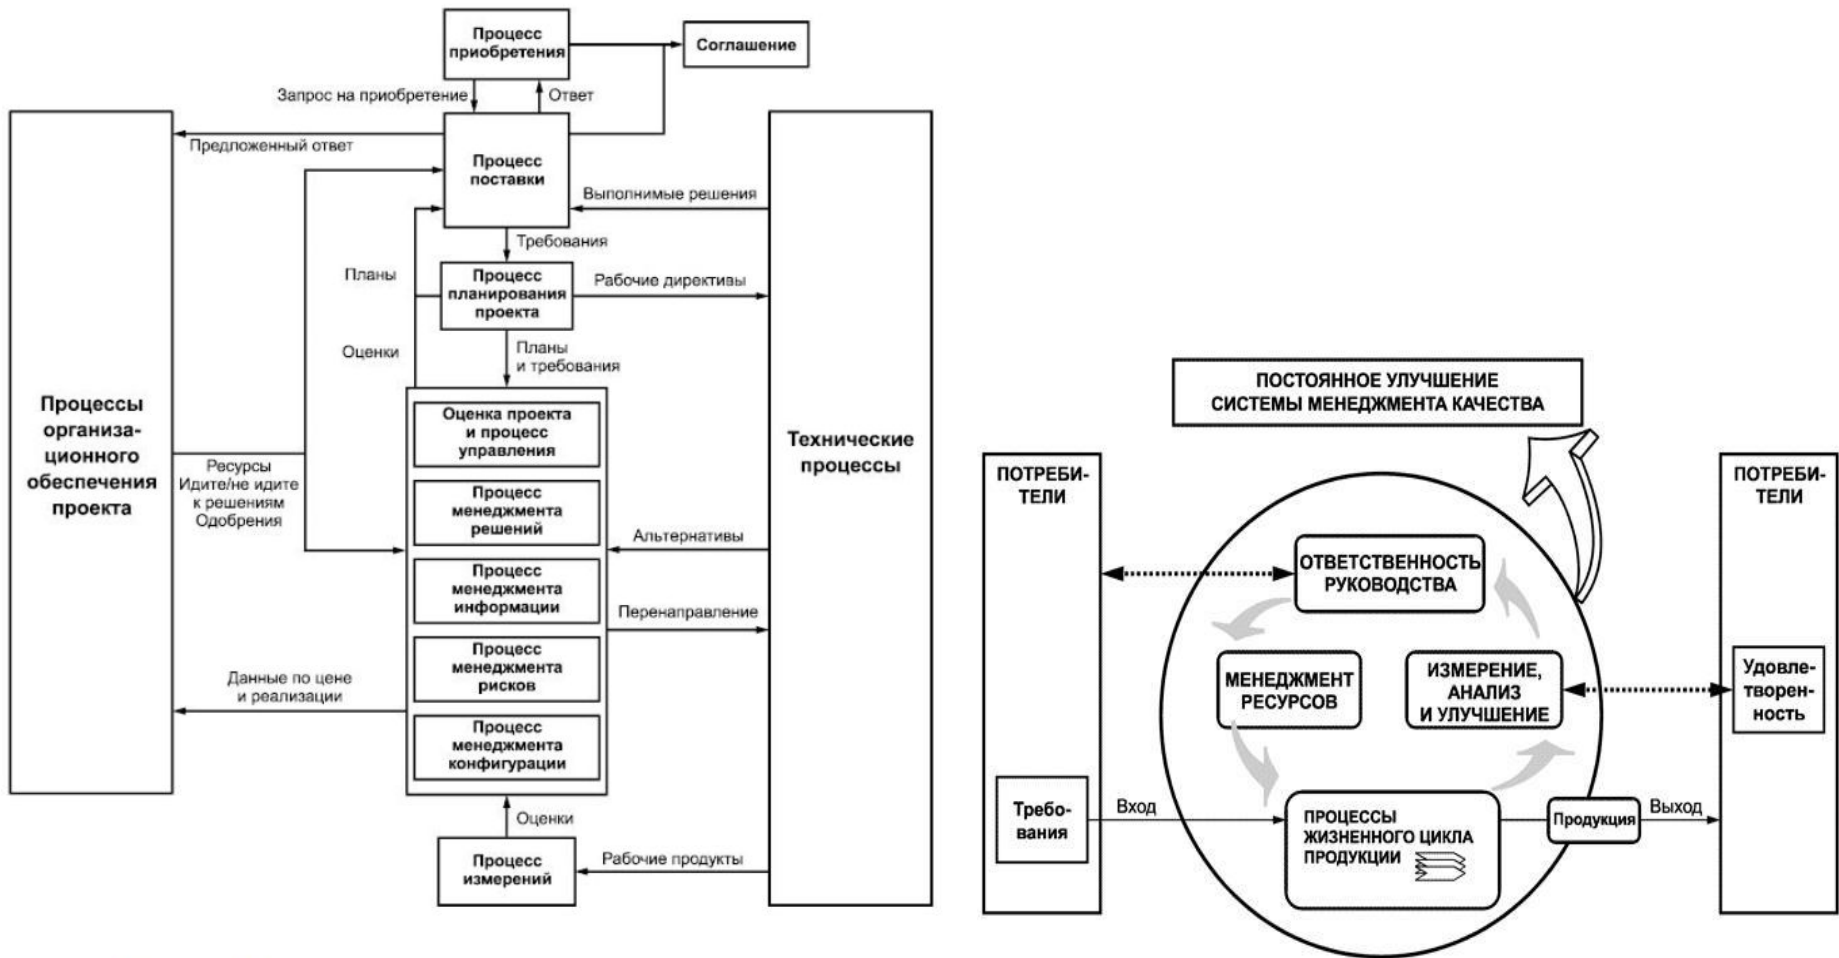 Процесс
приобретения
Соглашение
Запрос на приобретение
Ответ
Предложенный ответ
Процесс
поставки
Выполнимые решения
Требования
Планы
Процесс
планирования
проекта
Рабочие директивы
Оценки
Планы
и требования
Процессы
организа-
ционного
обеспечения
проекта
Ресурсы
Идите/не идите
к решениям
Одобрения
Оценка проекта
и процесс
управления
Процесс
менеджмента
решений
Процесс
менеджмента
информации
Процесс
менеджмента
рисков
Процесс
менеджмента
конфигурации
Технические
процессы
Альтернативы
Перенаправление
Данные по цене
и реализации
Оценки
Процесс
измерений
Рабочие продукты
ПОСТОЯННОЕ УЛУЧШЕНИЕ
СИСТЕМЫ МЕНЕДЖМЕНТА КАЧЕСТВА
ПОТРЕБИ-
ТЕЛИ
ПОТРЕБИ-
ТЕЛИ
ОТВЕТСТВЕННОСТЬ
РУКОВОДСТВА
МЕНЕДЖМЕНТ
РЕСУРСОВ
ИЗМЕРЕНИЕ,
АНАЛИЗ
И УЛУЧШЕНИЕ
Удовле-
творен-
ность
Требо-
вания
Вход
ПРОЦЕССЫ
ЖИЗНЕННОГО ЦИКЛА
ПРОДУКЦИИ
Продукция
Выход